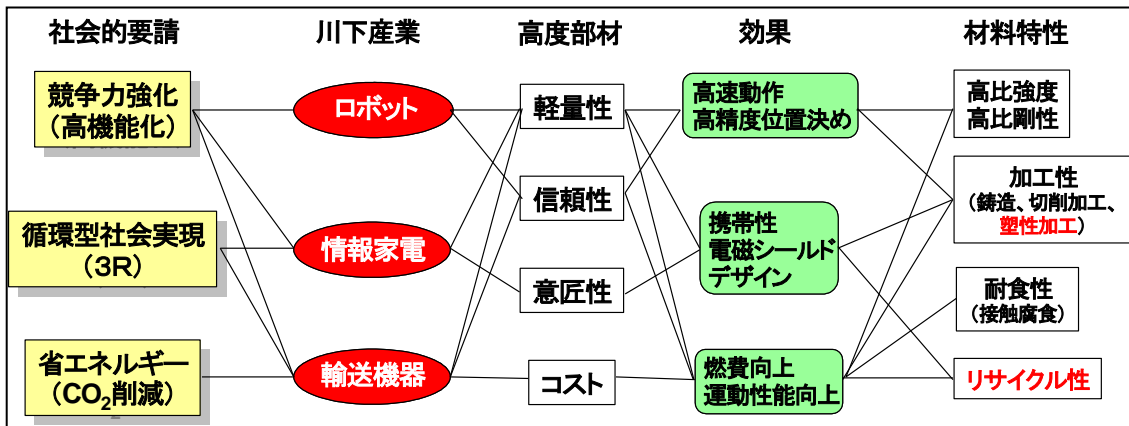 社会的要請
川下産業
高度部材
効果
材料特性
競争力強化
（高機能化）
循環型社会実現
（３R）
省エネルギー
（CO2削減）
ロボット
情報家電
輸送機器
軽量性
信頼性
意匠性
コスト
高速動作
高精度位置決め
携帯性
電磁シールド
デザイン
燃費向上
運動性能向上
高比強度
高比剛性
加工性
（鋳造、切削加工、
塑性加工）
耐食性
（接触腐食）
リサイクル性